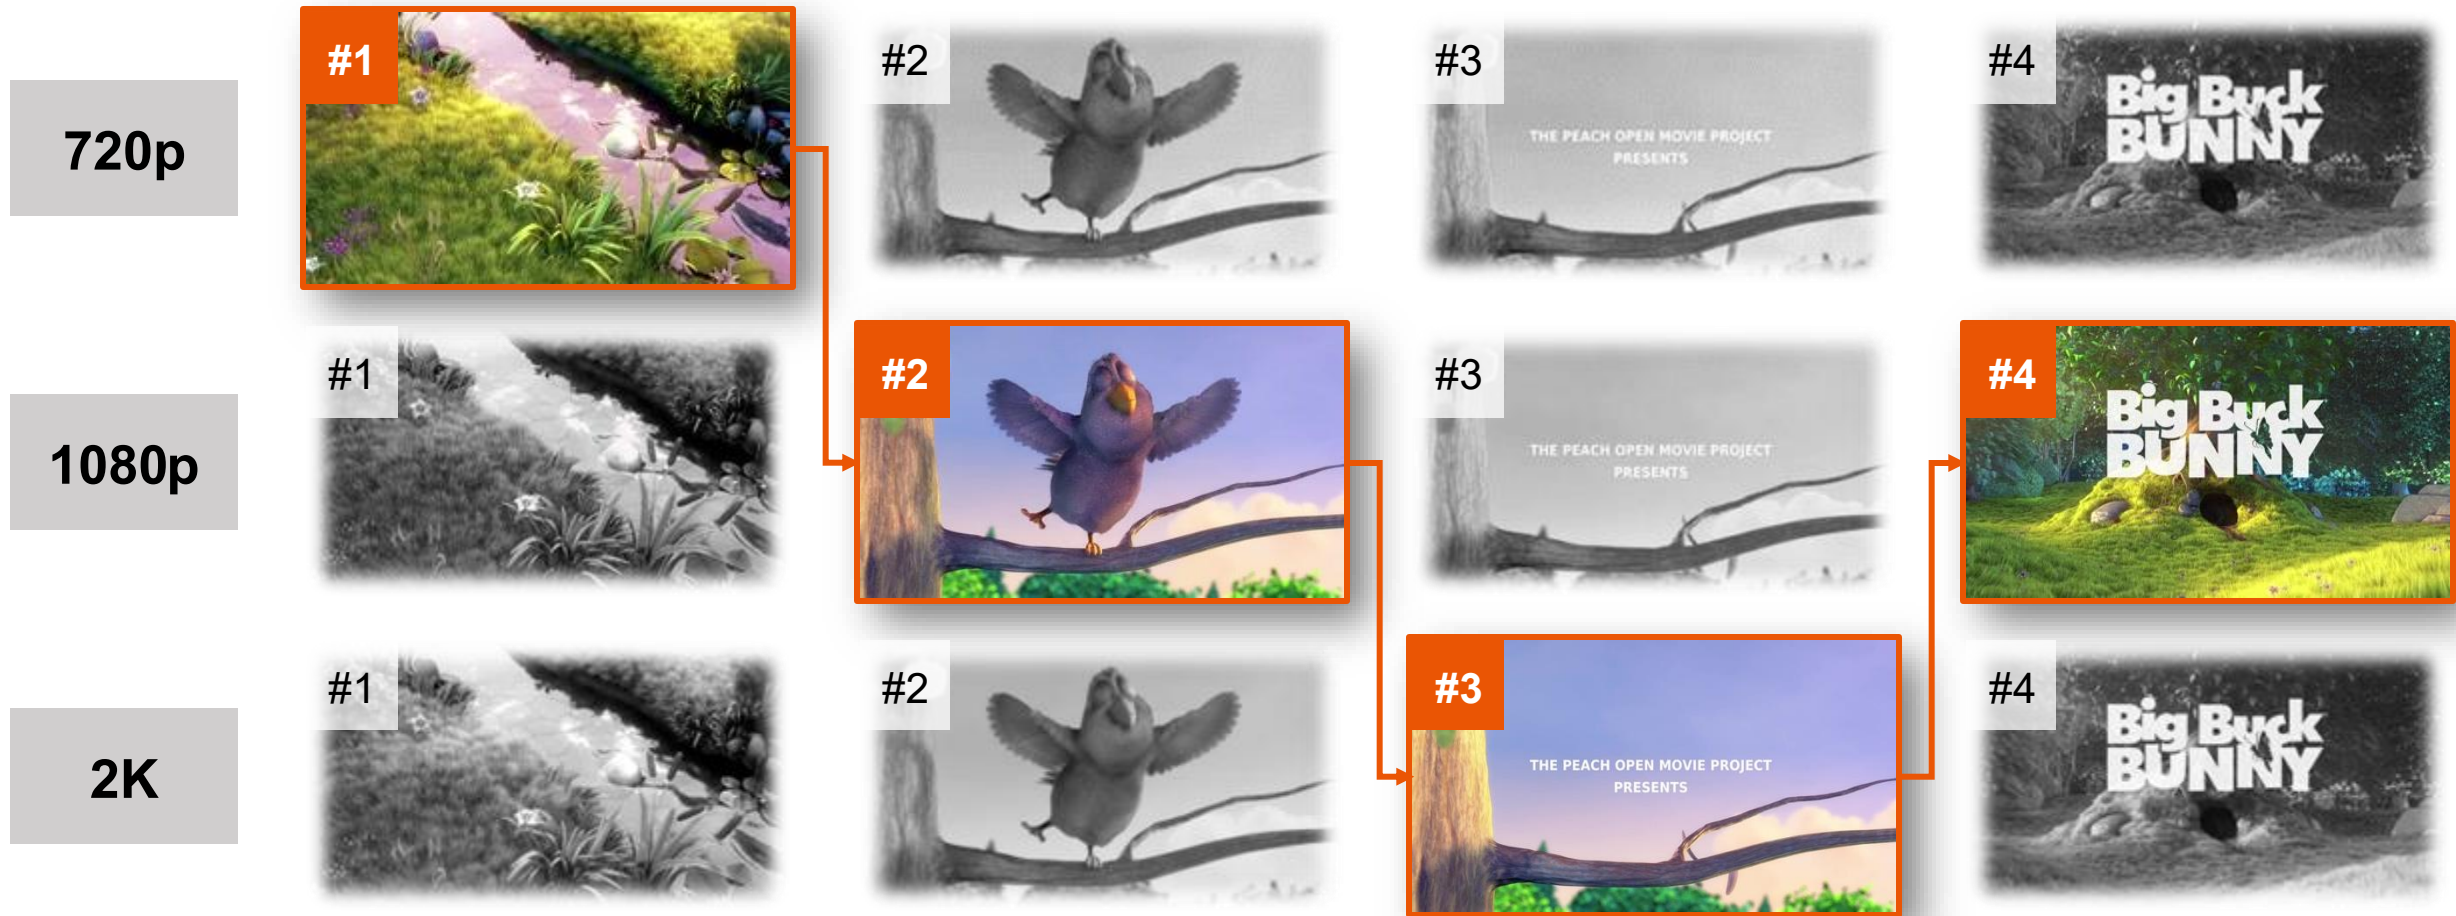 720p
#1
#2
#3
THE PEACH OPEN MOVIE PROJECT
PRESENTS
#4
Big Buck
BUNNY
1080p
#1
#2
#3
THE PEACH OPEN MOVIE PROJECT
PRESENTS
#4
Big Buck
BUNNY
2K
#1
#2
#3
THE PEACH OPEN MOVIE PROJECT
PRESENTS
#4
Big Buck
BUNNY